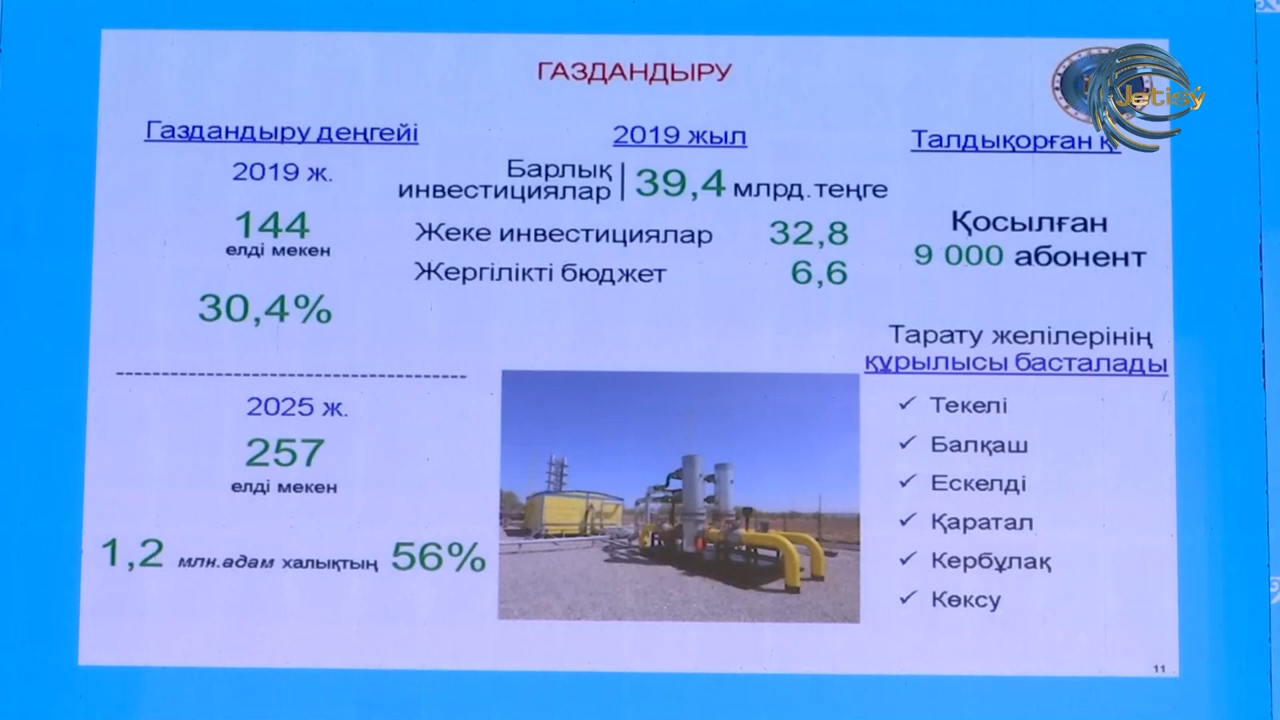 ГАЗДАНДЫРУ
Jetisý
Газдандыру деңгейі
2019 ж.
144
елді мекен
30,4%
2025 ж.
257
елді мекен
1,2 млн.адам халықтың 56%
2019 жыл
Барлық
инвестициялар 39,4 млрд.теңге
Жеке инвестициялар 32,8
Жергілікті бюджет 6,6
Талдықорған қ
Қосылған
9 000 абонент
Тарату желілерінің
құрылысы басталады
✓ Текелі
✓ Балқаш
✓ Ескелді
✓ Қаратал
✓ Кербұлақ
✓ Көксу
11